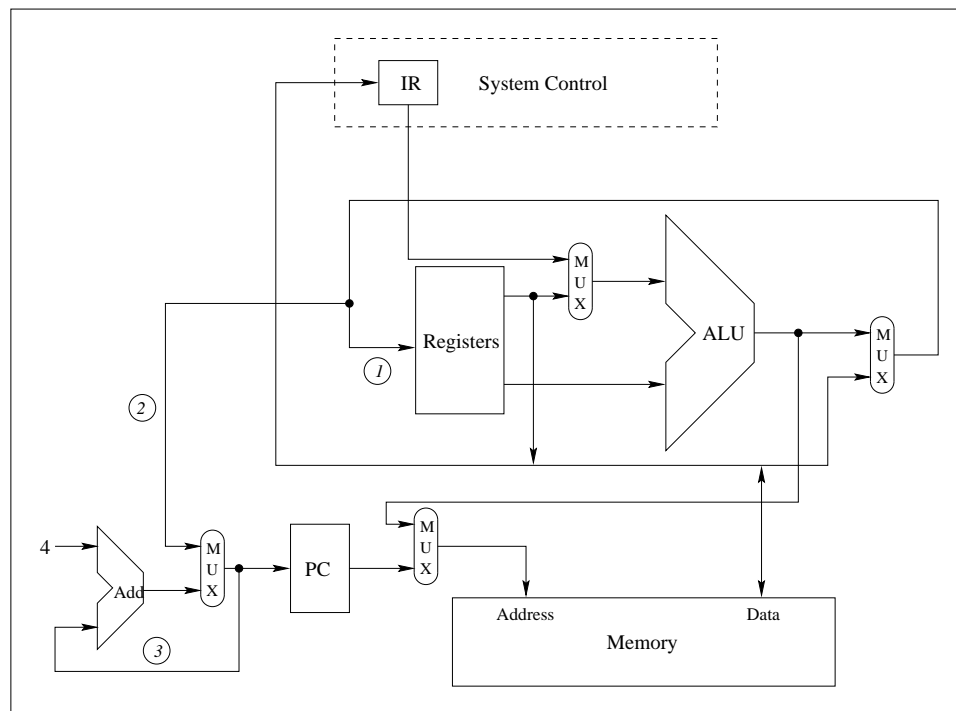 IR
System Control
M
U
X
Registers
ALU
M
U
X
1
2
M
U
X
4
Add
M
U
X
PC
Address
Data
Memory
3